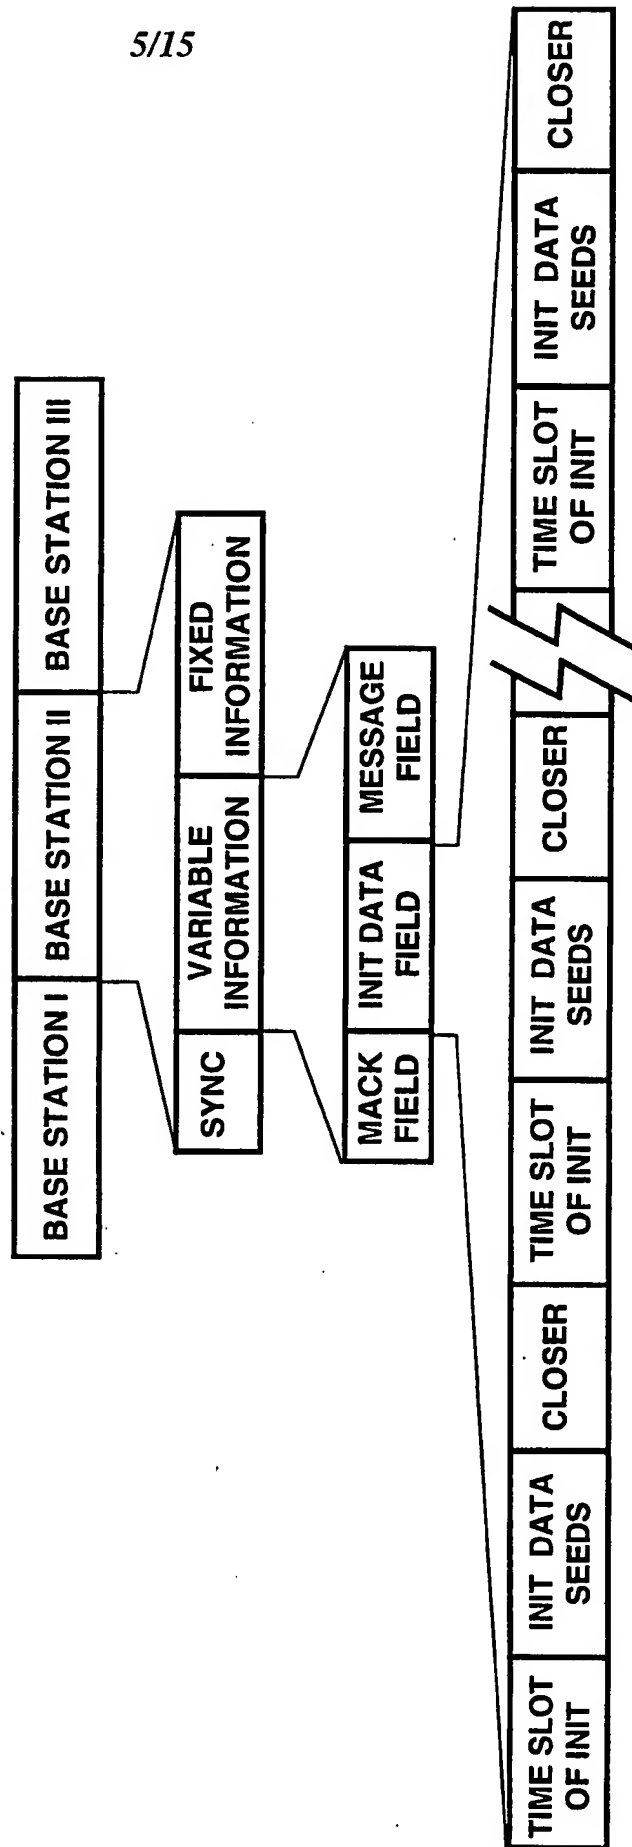 5/15
BASE STATION I
BASE STATION II
BASE STATION III
SYNC
VARIABLE
INFORMATION
FIXED
INFORMATION
MACK
FIELD
INIT DATA
FIELD
MESSAGE
FIELD
TIME SLOT
OF INIT
INIT DATA
SEEDS
CLOSER
TIME SLOT
OF INIT
INIT DATA
SEEDS
CLOSER
TIME SLOT
OF INIT
INIT DATA
SEEDS
CLOSER